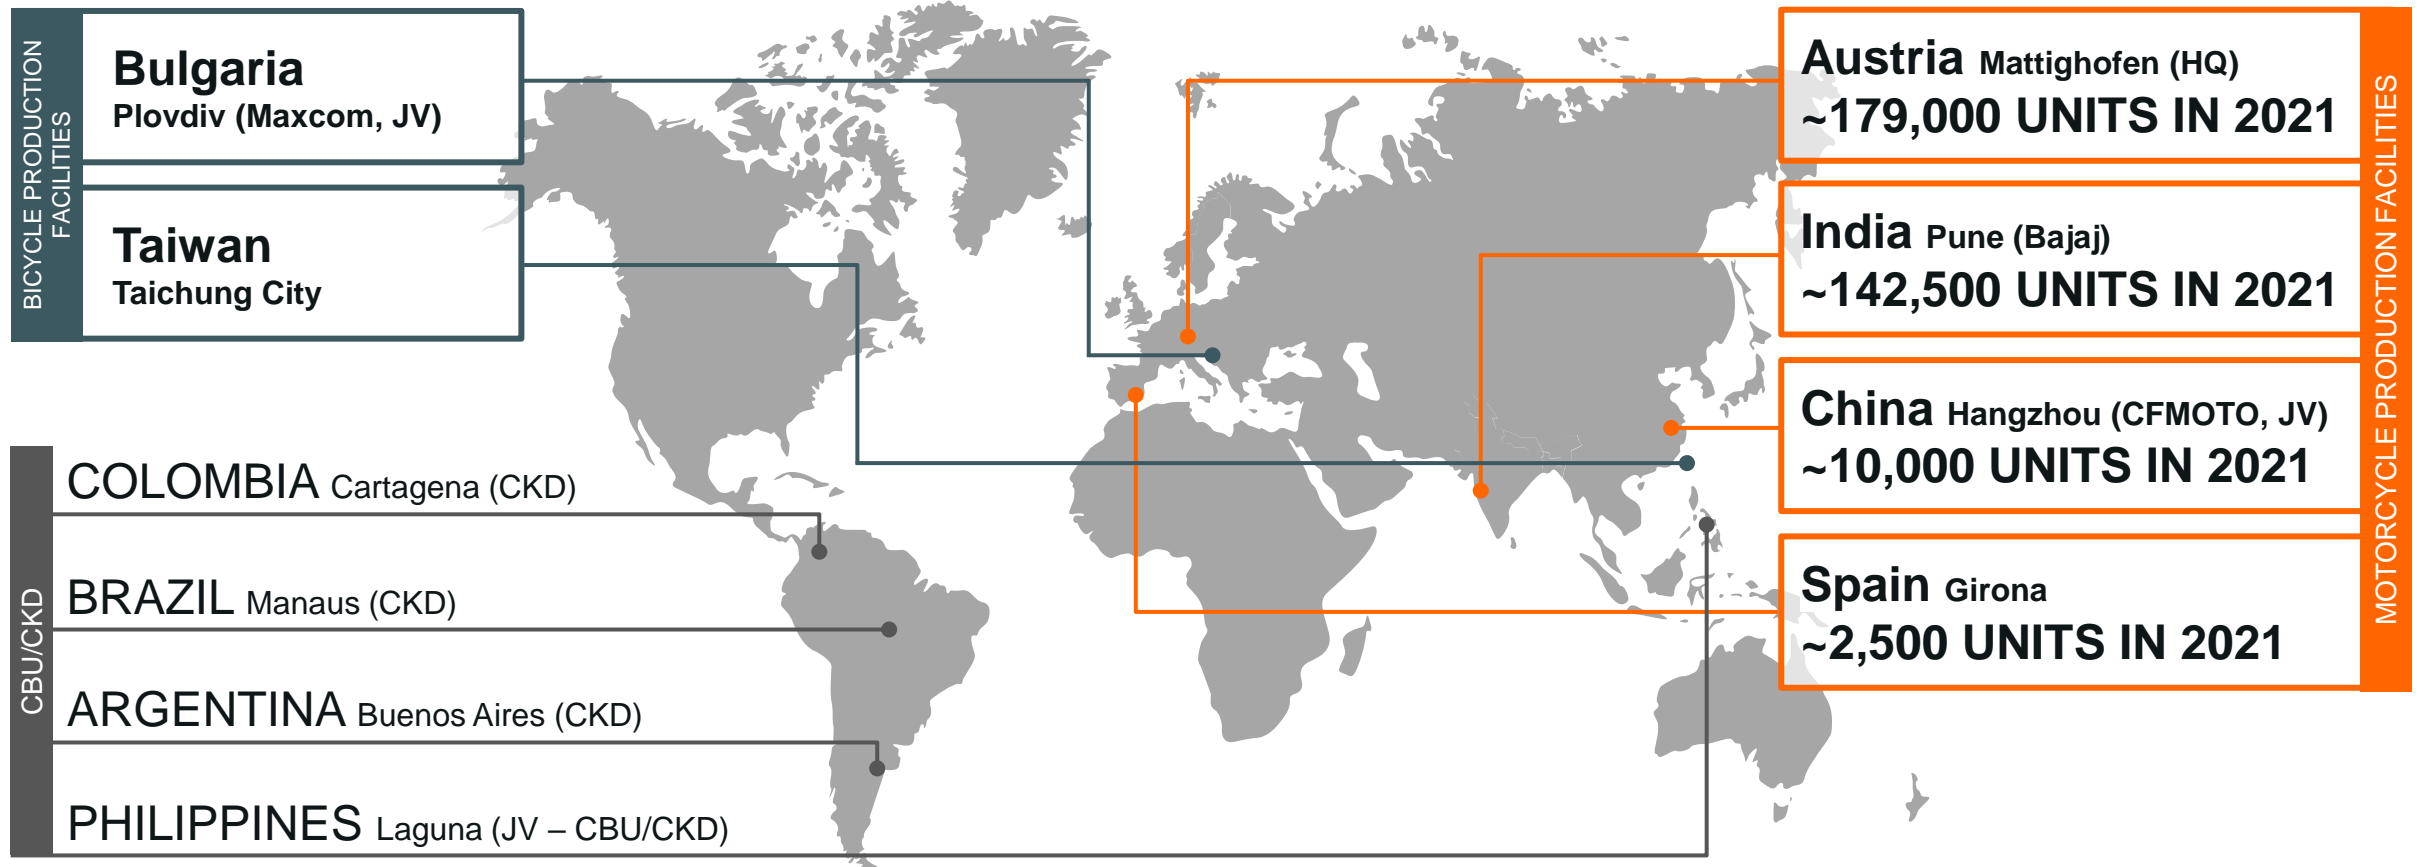 BICYCLE PRODUCTION
FACILITIES
Bulgaria
Plovdiv (Maxcom, JV)
Taiwan
Taichung City
CBU/CKD
COLOMBIA Cartagena (CKD)
BRAZIL Manaus (CKD)
ARGENTINA Buenos Aires (CKD)
PHILIPPINES Laguna (JV – CBU/CKD)
Austria Mattighofen (HQ)
~179,000 UNITS IN 2021
India Pune (Bajaj)
~142,500 UNITS IN 2021
China Hangzhou (CFMOTO, JV)
~10,000 UNITS IN 2021
Spain Girona
~2,500 UNITS IN 2021
MOTORCYCLE PRODUCTION FACILITIES